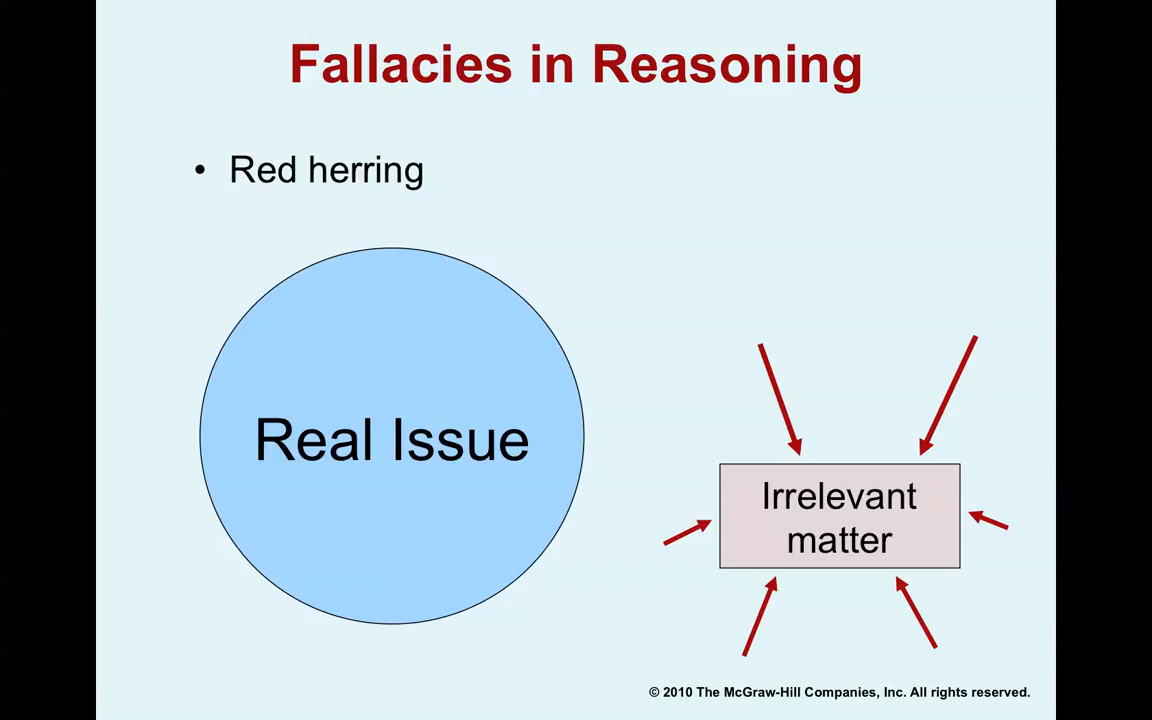 Fallacies in Reasoning
• Red herring
Real Issue
Irrelevant
matter
© 2010 The McGraw-Hill Companies, Inc. All rights reserved.